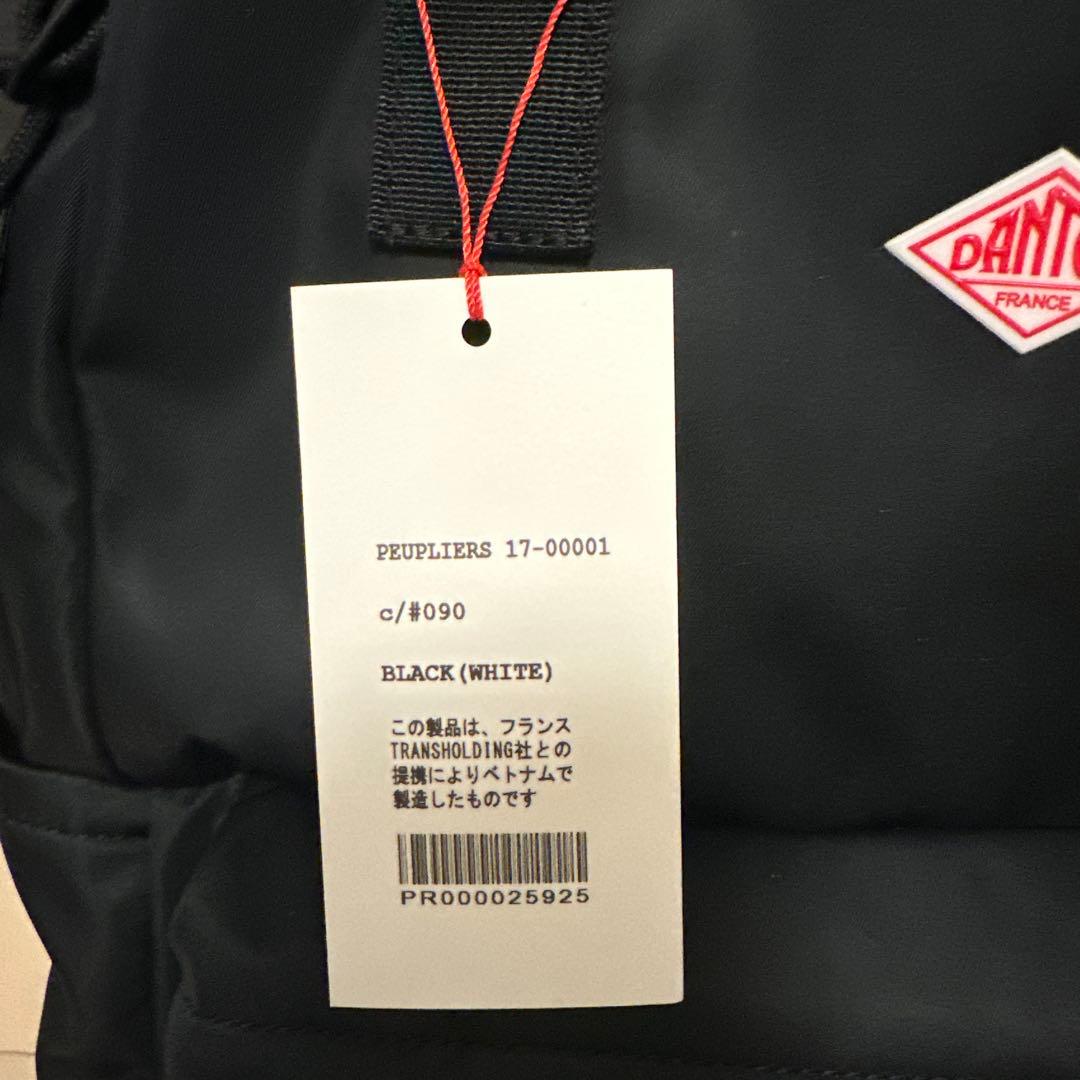 DANTO
FRANCE
PEUPLIERS 17-00001
c/#090
BLACK(WHITE)
この製品は、フランス
TRANSHOLDING社との
提携によりベトナムで
製造したものです
PR000025925